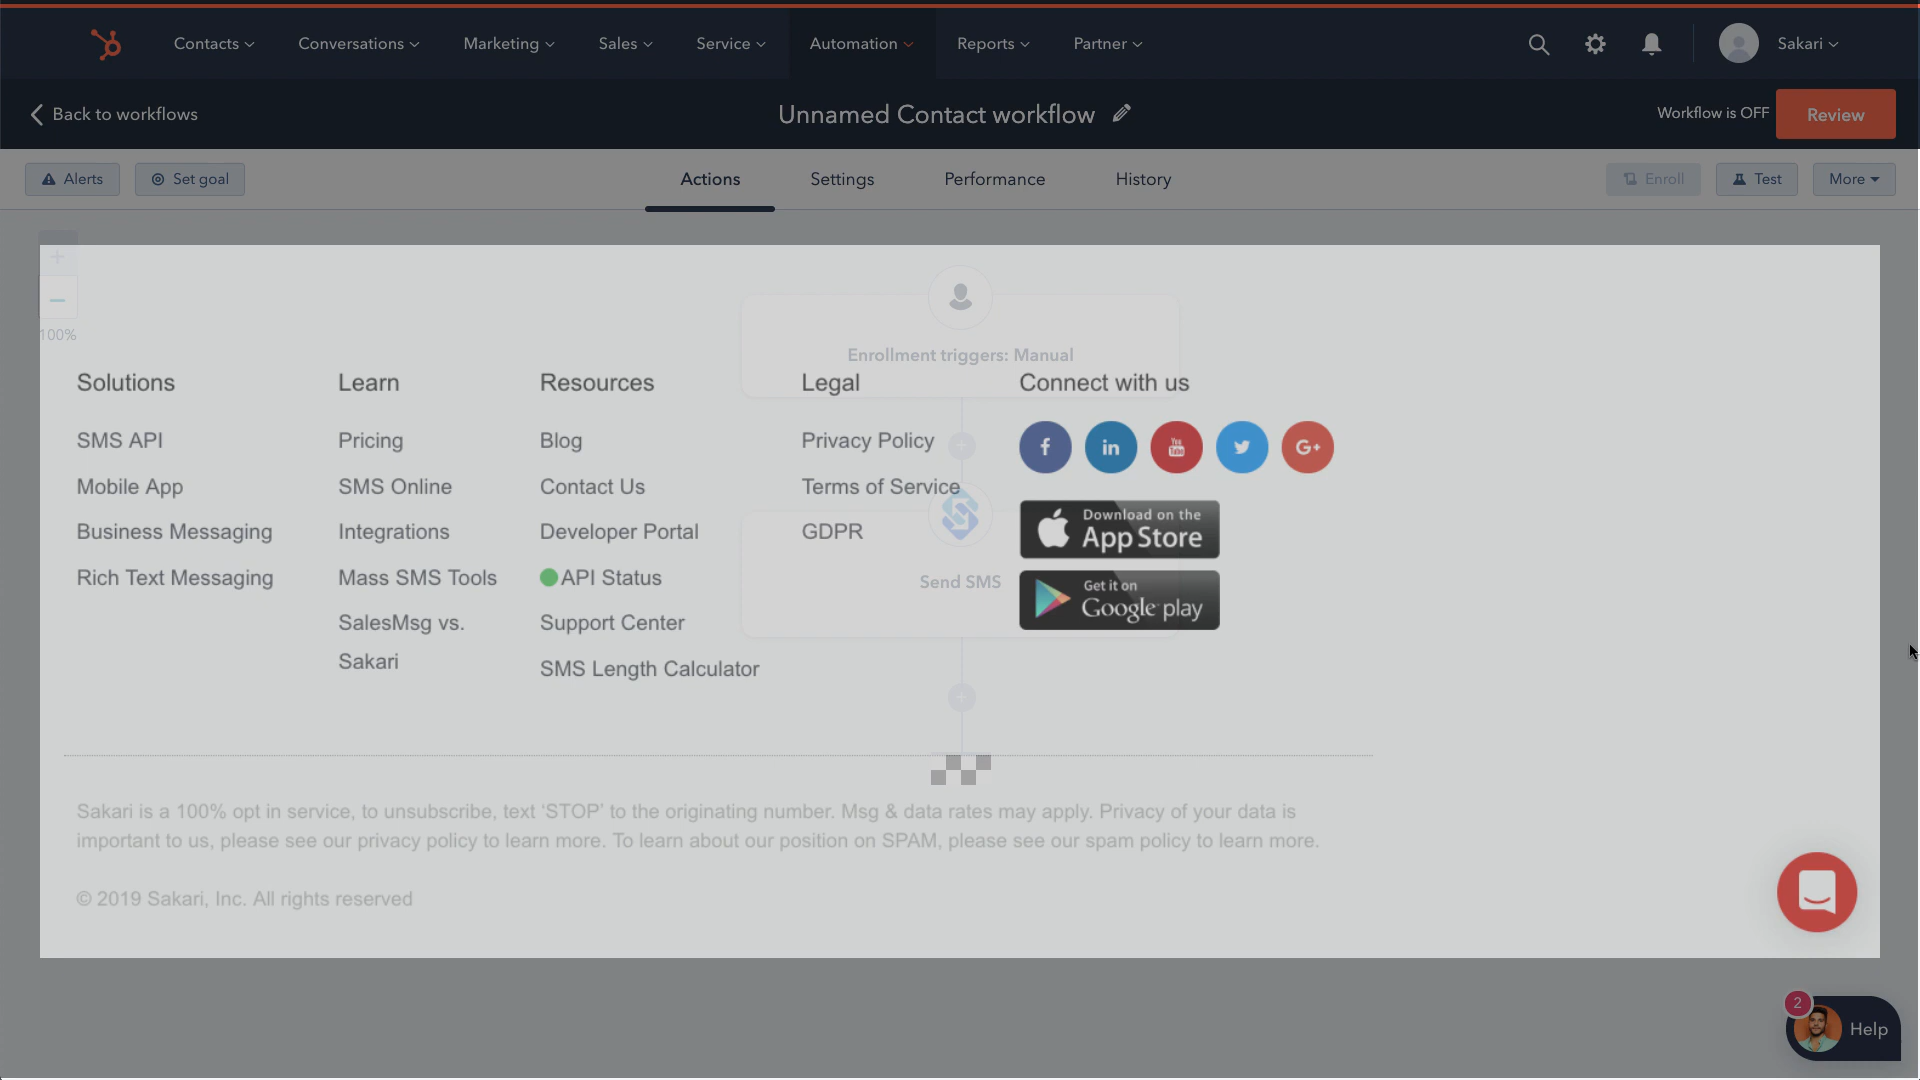 Contacts
Conversations
Marketing
Sales
Service
Automation
Reports
Partner
Sakari
Back to workflows
Unnamed Contact workflow
Workflow is OFF
Review
Alerts
Set goal
Actions
Settings
Performance
History
Enroll
Test
More
+
–
100%
Enrollment triggers: Manual
Solutions
SMS API
Mobile App
Business Messaging
Rich Text Messaging
Learn
Pricing
SMS Online
Integrations
Mass SMS Tools
SalesMsg vs.
Sakari
Resources
Blog
Contact Us
Developer Portal
API Status
Support Center
SMS Length Calculator
Legal
Privacy Policy
Terms of Service
GDPR
Send SMS
Connect with us
f
in
You
Tube
G+
Download on the
App Store
Get it on
Google play
Sakari is a 100% opt in service, to unsubscribe, text ‘STOP’ to the originating number. Msg & data rates may apply. Privacy of your data is
important to us, please see our privacy policy to learn more. To learn about our position on SPAM, please see our spam policy to learn more.
© 2019 Sakari, Inc. All rights reserved
2
Help